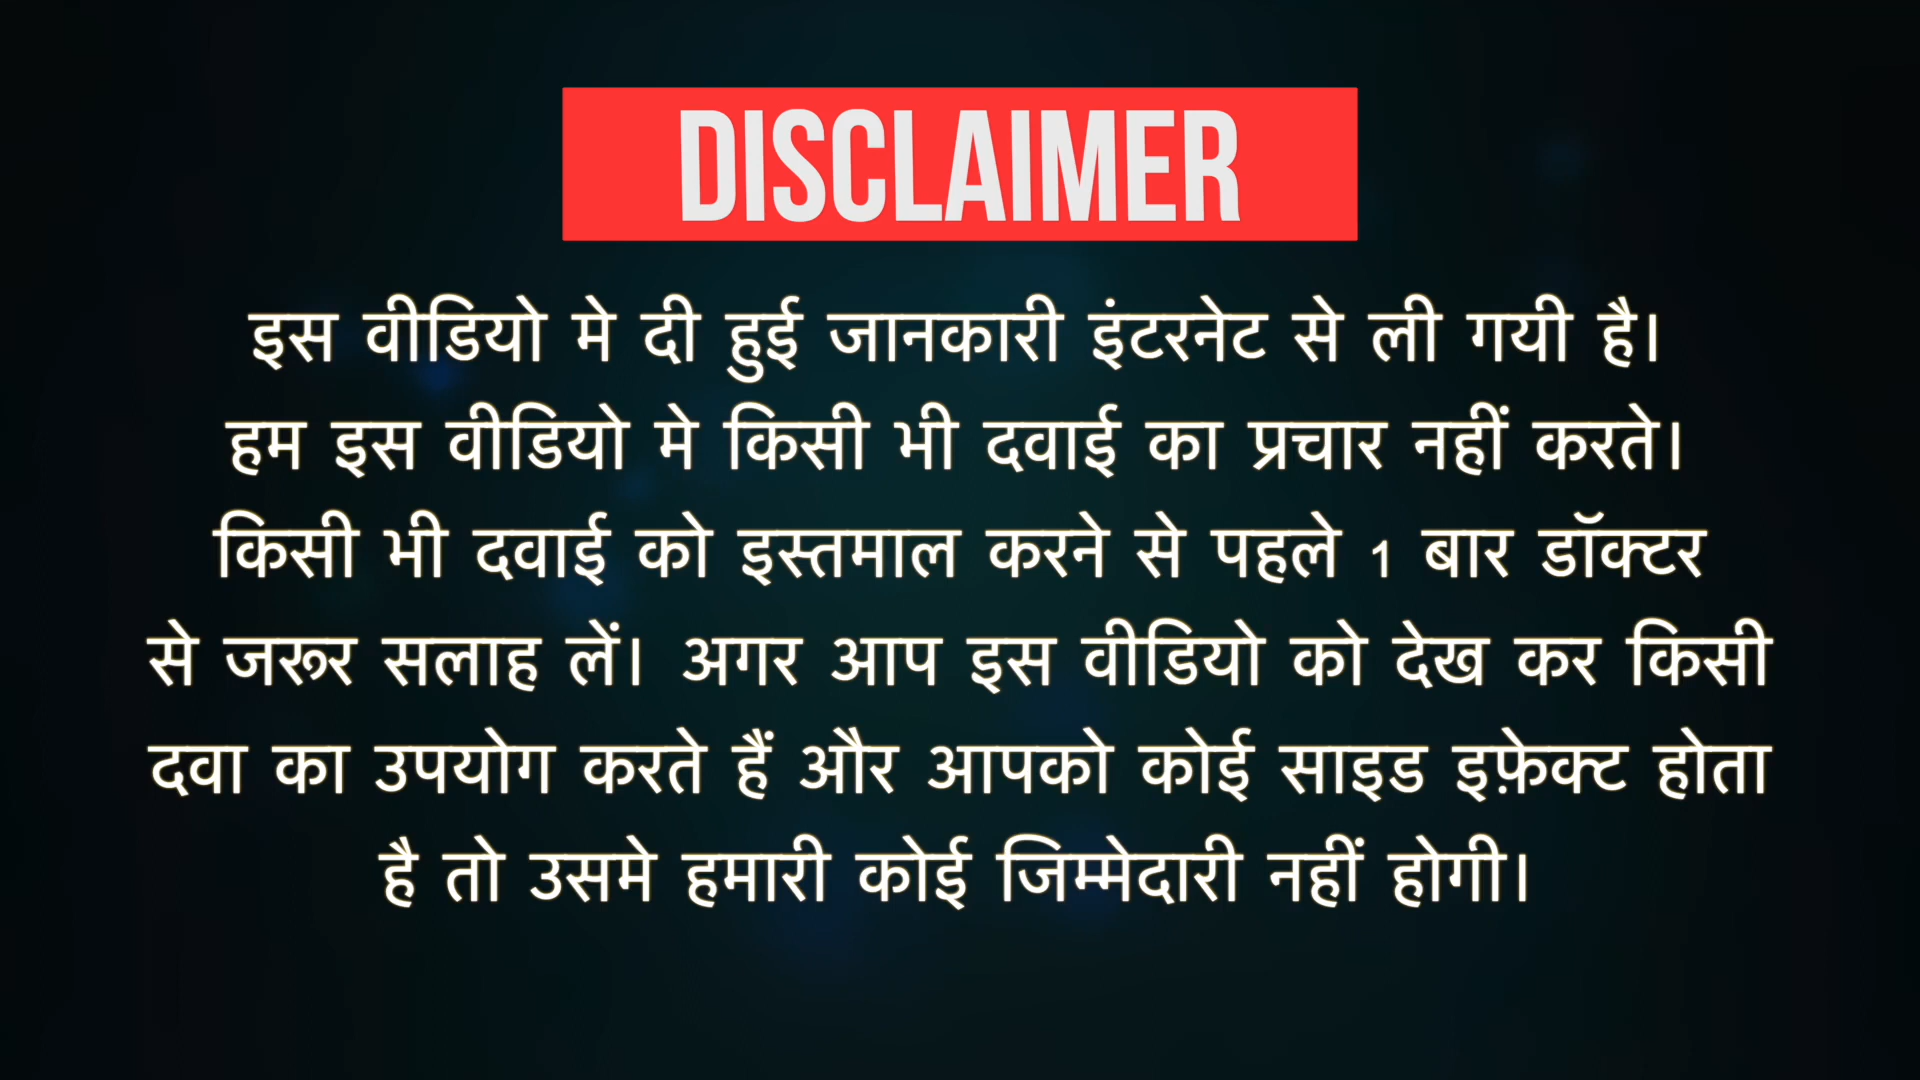 DISCLAIMER
इस वीडियो मे दी हुई जानकारी इंटरनेट से ली गयी है।
हम इस वीडियो मे किसी भी दवाई का प्रचार नहीं करते।
किसी भी दवाई को इस्तमाल करने से पहले 1 बार डॉक्टर
से जरूर सलाह लें। अगर आप इस वीडियो को देख कर किसी
दवा का उपयोग करते हैं और आपको कोई साइड इफ़ेक्ट होता
है तो उसमे हमारी कोई जिम्मेदारी नहीं होगी।